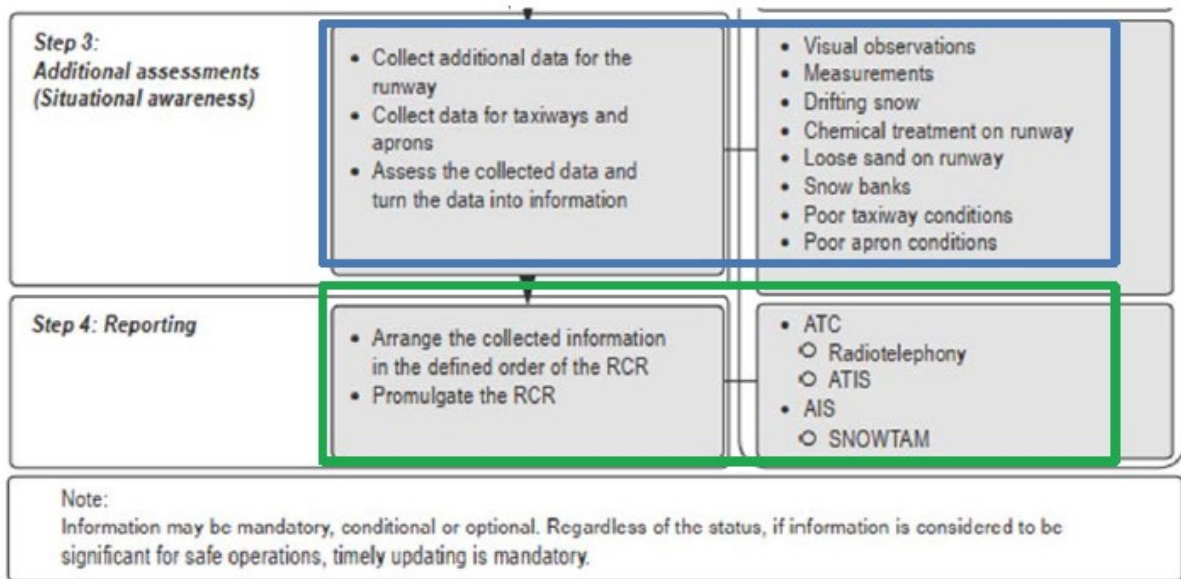 Step 3:
Additional assessments
(Situational awareness)
• Collect additional data for the
runway
• Collect data for taxiways and
aprons
• Assess the collected data and
turn the data into information
• Visual observations
• Measurements
• Drifting snow
• Chemical treatment on runway
• Loose sand on runway
• Snow banks
• Poor taxiway conditions
• Poor apron conditions
Step 4: Reporting
• Arrange the collected information
in the defined order of the RCR
• Promulgate the RCR
• ATC
○ Radiotelephony
○ ATIS
• AIS
○ SNOWTAM
Note:
Information may be mandatory, conditional or optional. Regardless of the status, if information is considered to be
significant for safe operations, timely updating is mandatory.